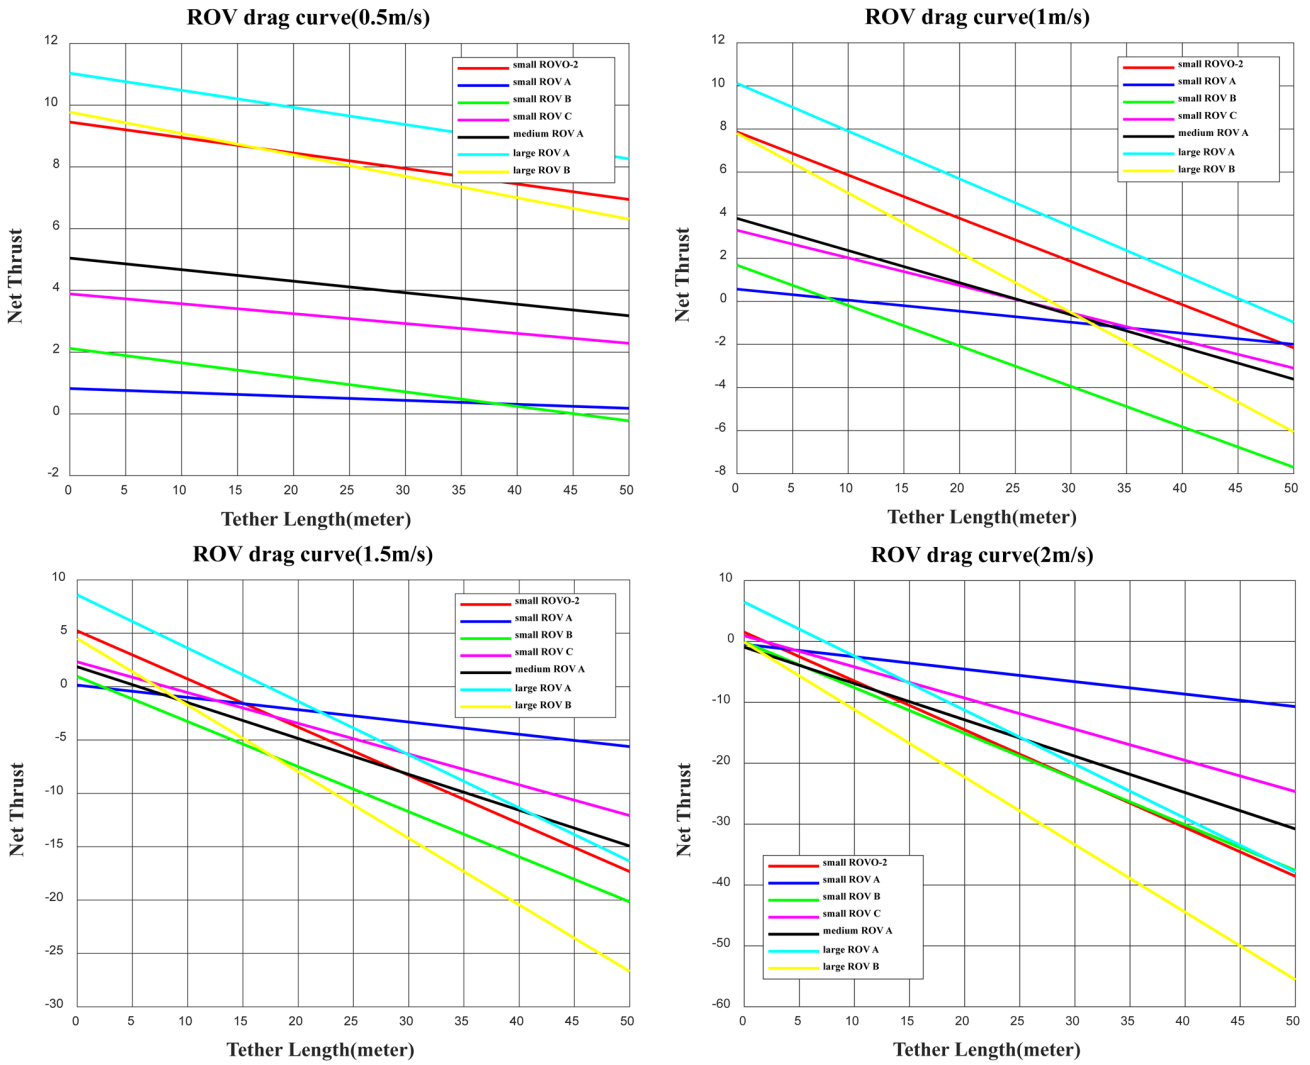 ROV drag curve(0.5m/s)
12
10
8
6
4
2
0
-2
Net Thrust
small ROVO-2
small ROV A
small ROV B
small ROV C
medium ROV A
large ROV A
large ROV B
0 5 10 15 20 25 30 35 40 45 50
Tether Length(meter)
ROV drag curve(1m/s)
12
10
8
6
4
2
0
-2
-4
-6
-8
Net Thrust
small ROVO-2
small ROV A
small ROV B
small ROV C
medium ROV A
large ROV A
large ROV B
0 5 10 15 20 25 30 35 40 45 50
Tether Length(meter)
ROV drag curve(1.5m/s)
10
5
0
-5
-10
-15
-20
-25
-30
Net Thrust
small ROVO-2
small ROV A
small ROV B
small ROV C
medium ROV A
large ROV A
large ROV B
0 5 10 15 20 25 30 35 40 45 50
Tether Length(meter)
ROV drag curve(2m/s)
10
0
-10
-20
-30
-40
-50
-60
Net Thrust
small ROVO-2
small ROV A
small ROV B
small ROV C
medium ROV A
large ROV A
large ROV B
0 5 10 15 20 25 30 35 40 45 50
Tether Length(meter)